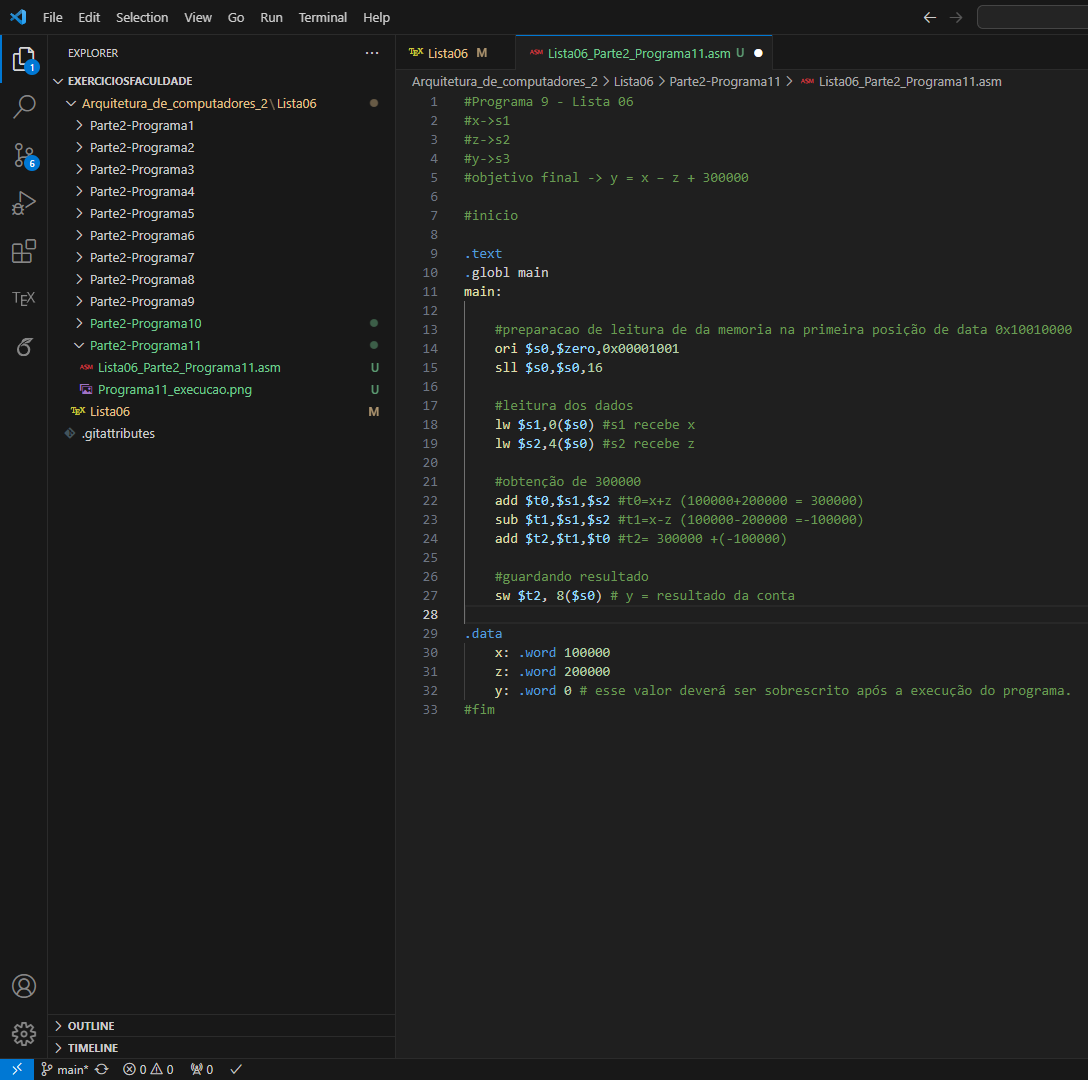 File Edit Selection View Go Run Terminal Help
EXPLORER ...
EXERCICIOSFACULDADE
Arquitetura_de_computadores_2\Lista06
Parte2-Programa1
Parte2-Programa2
Parte2-Programa3
Parte2-Programa4
Parte2-Programa5
Parte2-Programa6
Parte2-Programa7
Parte2-Programa8
Parte2-Programa9
Parte2-Programa10
Parte2-Programa11
ASM Lista06_Parte2_Programa11.asm U
Programa11_execucao.png U
TEX Lista06 M
.gitattributes
OUTLINE
TIMELINE
1
6
TEX
TEX Lista06 M
ASM Lista06_Parte2_Programa11.asm U
Arquitetura_de_computadores_2 > Lista06 > Parte2-Programa11 > ASM Lista06_Parte2_Programa11.asm
1 #Programa 9 - Lista 06
2 #x->s1
3 #z->s2
4 #y->s3
5 #objetivo final -> y = x – z + 300000
6
7 #inicio
8
9 .text
10 .globl main
11 main:
12
13 #preparacao de leitura de da memoria na primeira posição de data 0x10010000
14 ori $s0,$zero,0x00001001
15 sll $s0,$s0,16
16
17 #leitura dos dados
18 lw $s1,0($s0) #s1 recebe x
19 lw $s2,4($s0) #s2 recebe z
20
21 #obtenção de 300000
22 add $t0,$s1,$s2 #t0=x+z (100000+200000 = 300000)
23 sub $t1,$s1,$s2 #t1=x-z (100000-200000 =-100000)
24 add $t2,$t1,$t0 #t2= 300000 +(-100000)
25
26 #guardando resultado
27 sw $t2, 8($s0) # y = resultado da conta
28
29 .data
30 x: .word 100000
31 z: .word 200000
32 y: .word 0 # esse valor deverá ser sobrescrito após a execução do programa.
33 #fim
main* 0 0 0